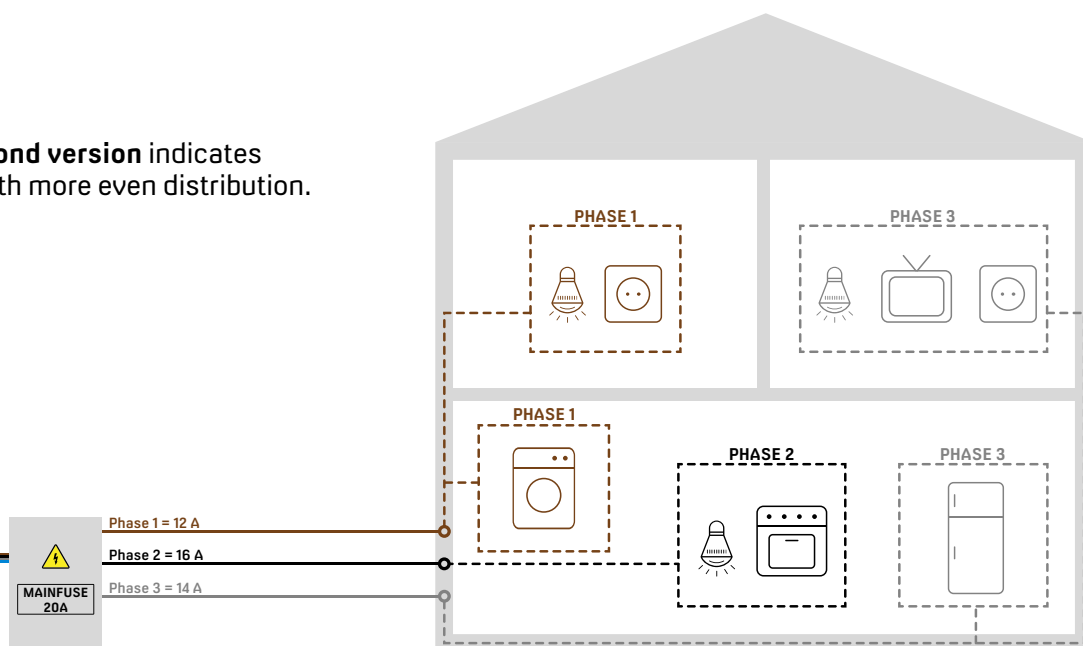 ond version indicates
th more even distribution.
PHASE 1
PHASE 3
PHASE 1
PHASE 2
PHASE 3
Phase 1 = 12 A
Phase 2 = 16 A
Phase 3 = 14 A
MAINFUSE
20A